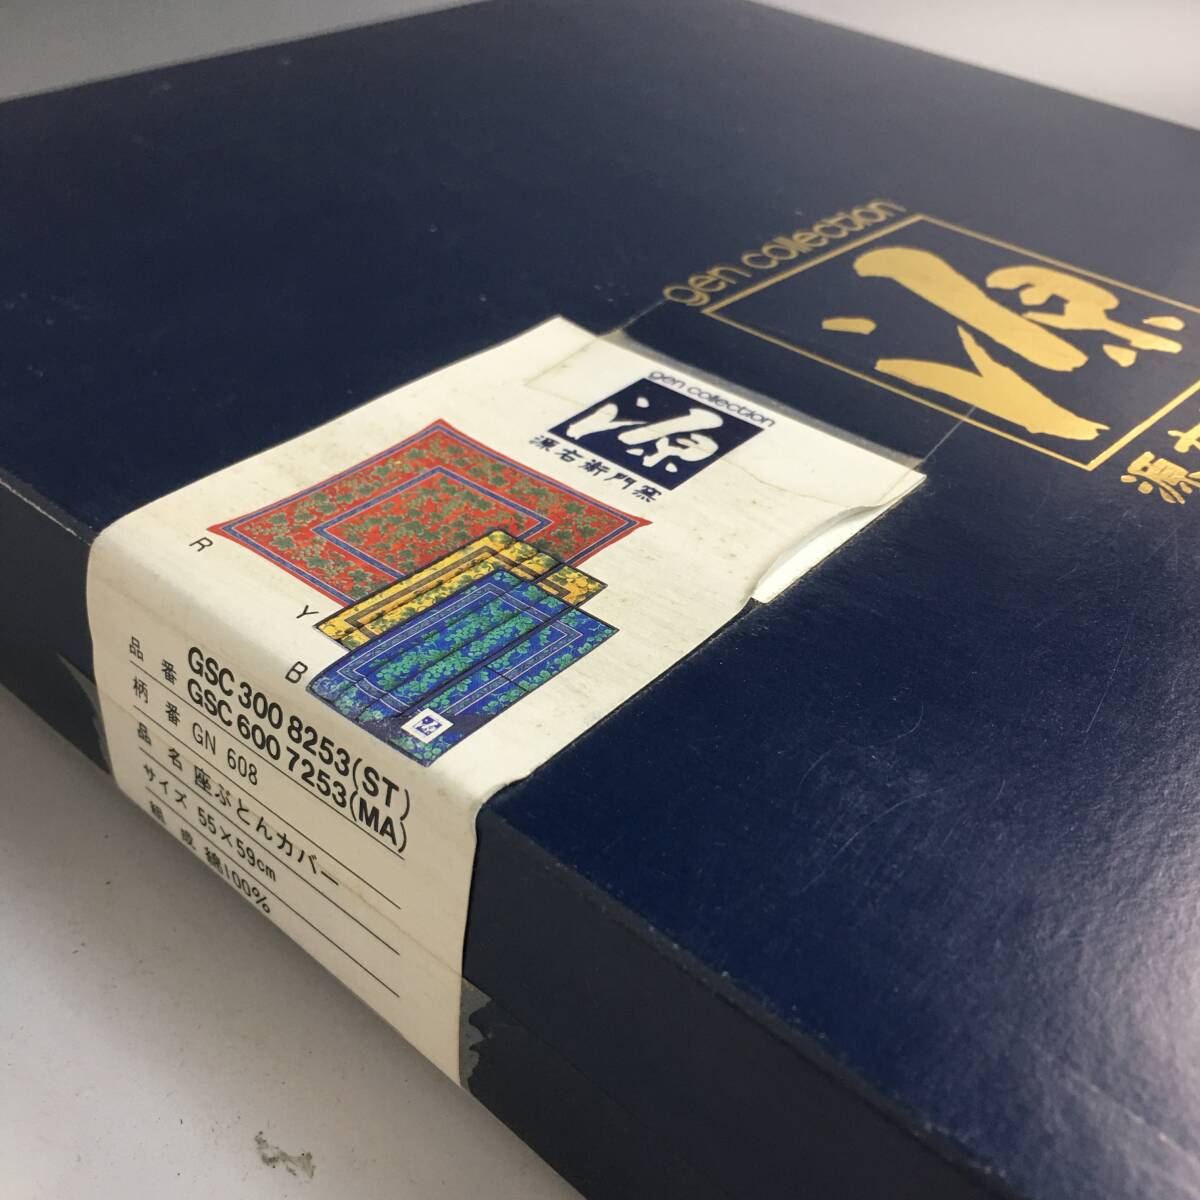 gen collection
源
源
gen collection
源
源右衛門窯
R
Y
B
源
品番 GSC 300 8253(ST)
GSC 600 7253(MA)
柄番 GN 608
品名 座ぶとんカバー
サイズ 55×59cm
組成 綿100%